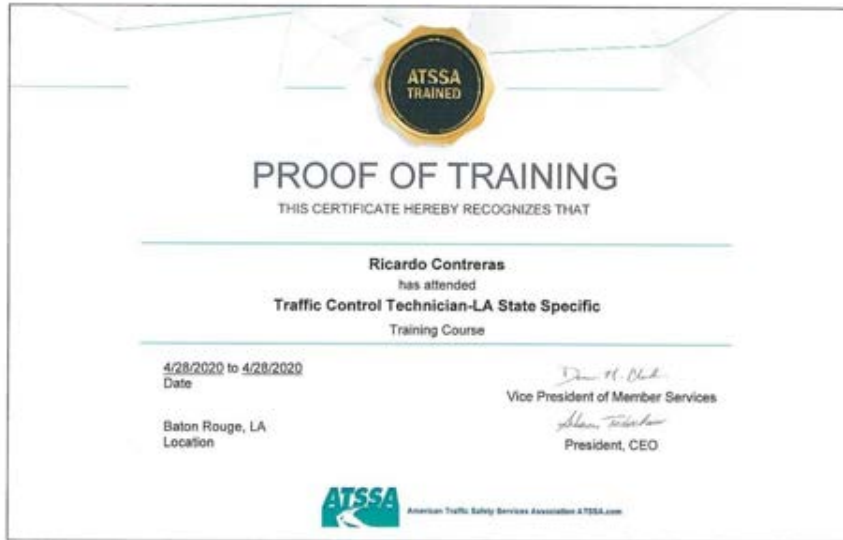 ATSSA
TRAINED
PROOF OF TRAINING
THIS CERTIFICATE HEREBY RECOGNIZES THAT
Ricardo Contreras
has attended
Traffic Control Technician-LA State Specific
Training Course
4/28/2020 to 4/28/2020
Date
Vice President of Member Services
Baton Rouge, LA
Location
President, CEO
ATSSA
American Traffic Safety Services Association ATSSA.com